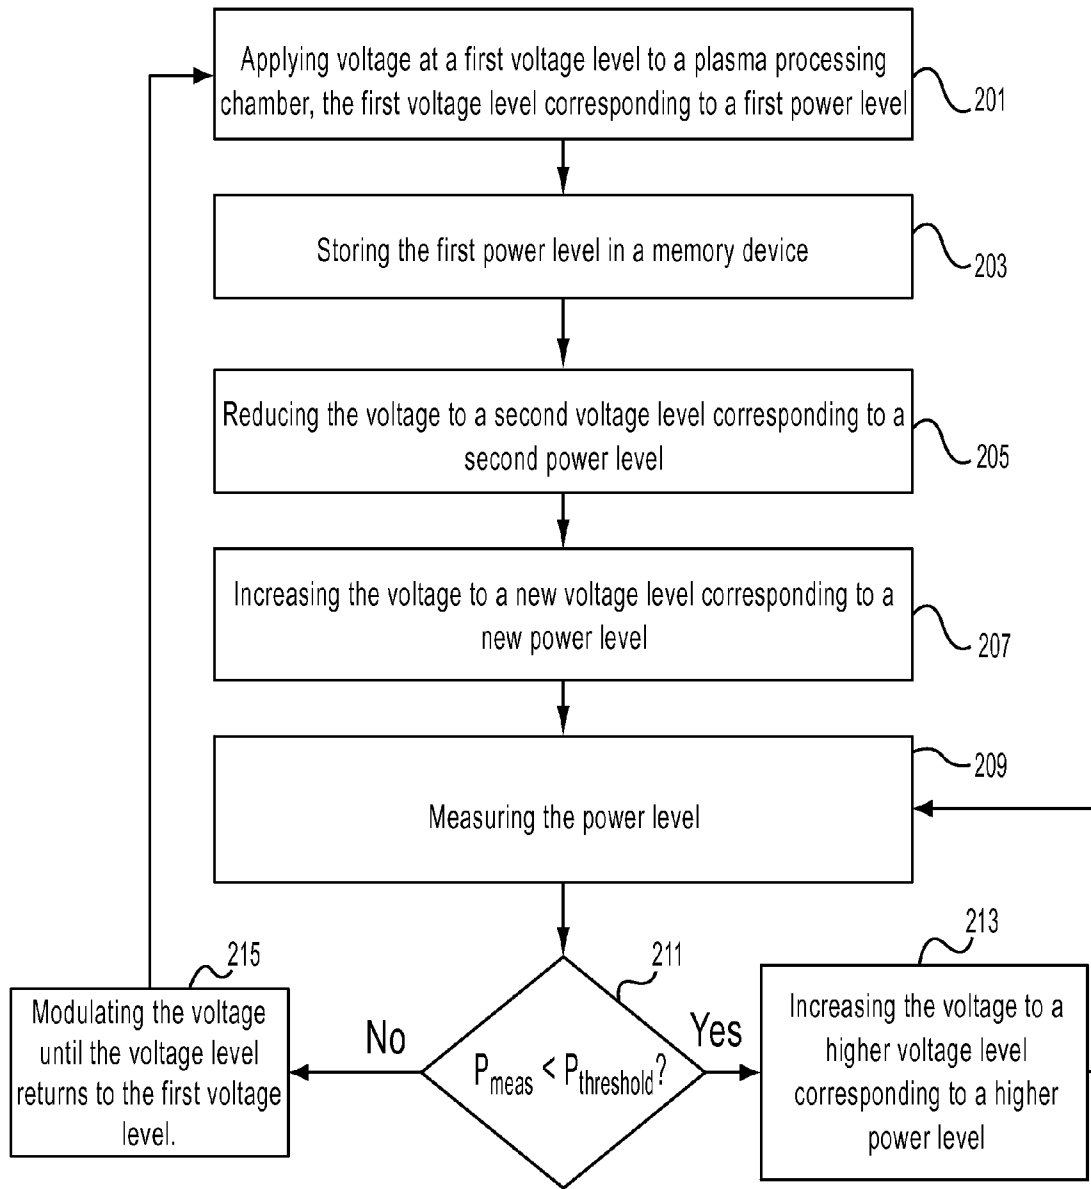 Applying voltage at a first voltage level to a plasma processing
chamber, the first voltage level corresponding to a first power level
201
Storing the first power level in a memory device
203
Reducing the voltage to a second voltage level corresponding to a
second power level
205
Increasing the voltage to a new voltage level corresponding to a
new power level
207
209
Measuring the power level
215
211
213
Modulating the voltage
until the voltage level
returns to the first voltage
level.
No
Pmeas < Pthreshold?
Yes
Increasing the voltage to a
higher voltage level
corresponding to a higher
power level